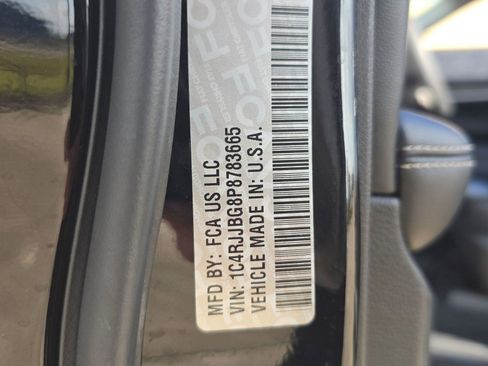 MFD BY: FCA US LLC
VIN: 1C4RJJBG8P8783665
VEHICLE MADE IN: U.S.A.